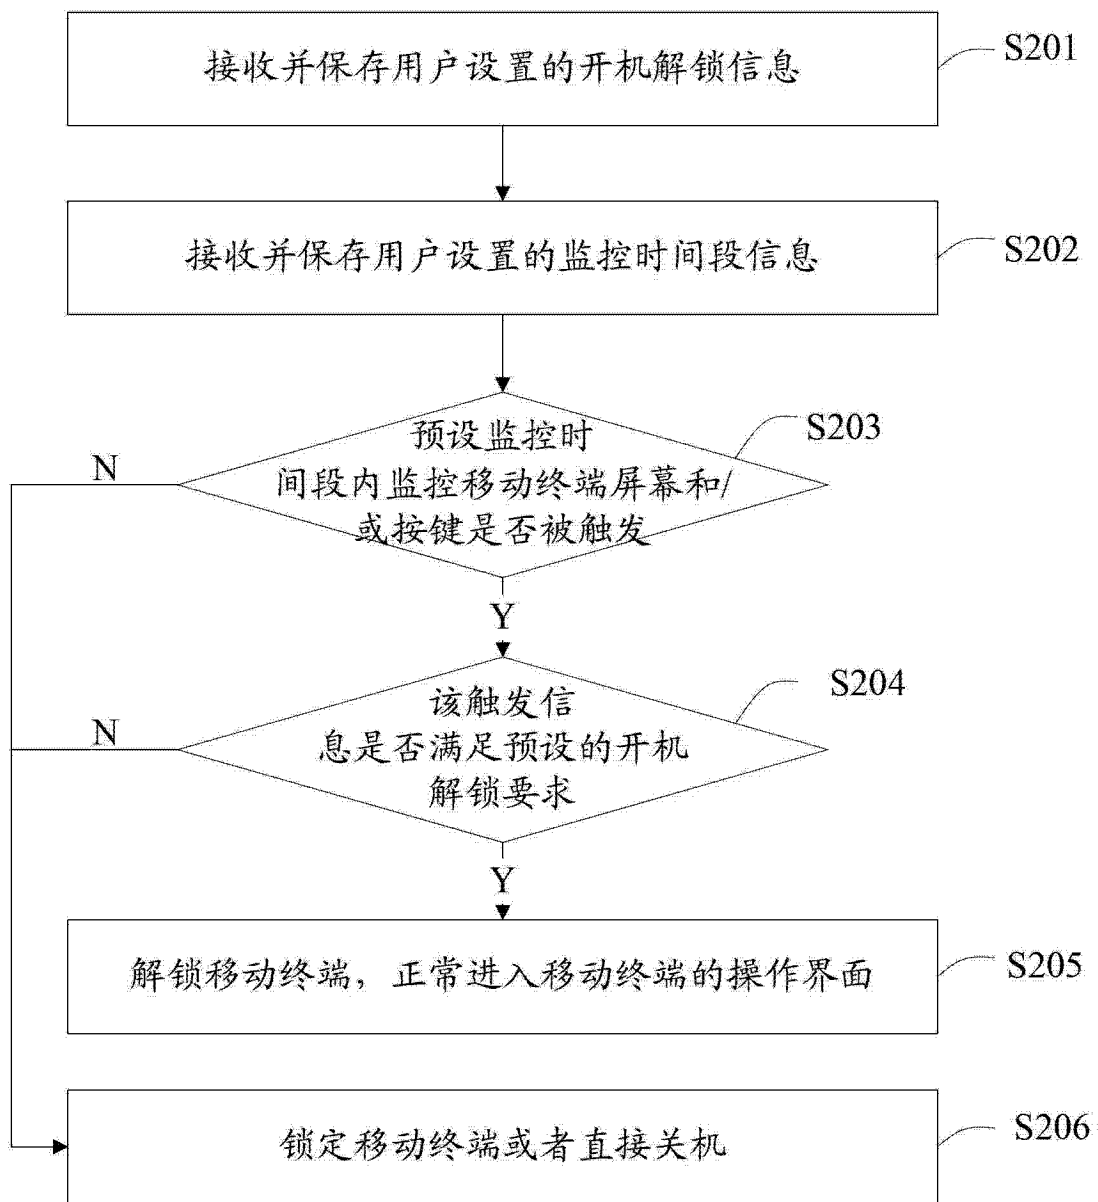 接收并保存用户设置的开机解锁信息
S201
接收并保存用户设置的监控时间段信息
S202
预设监控时
间段内监控移动终端屏幕和/
或按键是否被触发
S203
N
Y
该触发信
息是否满足预设的开机
解锁要求
S204
N
Y
解锁移动终端，正常进入移动终端的操作界面
S205
锁定移动终端或者直接关机
S206